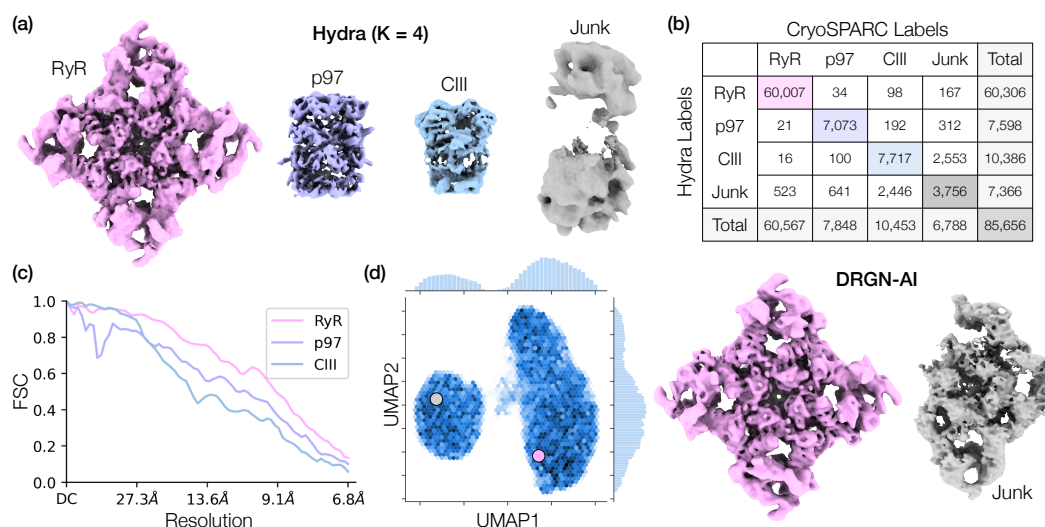 (a)
Hydra (K = 4)
RyR
p97
CIII
Junk
(b)
CryoSPARC Labels
Hydra Labels
RyR p97 CIII Junk Total
RyR 60,007 34 98 167 60,306
p97 21 7,073 192 312 7,598
CIII 16 100 7,717 2,553 10,386
Junk 523 641 2,446 3,756 7,366
Total 60,567 7,848 10,453 6,788 85,656
(c)
FSC
1.0
0.8
0.6
0.4
0.2
0.0
RyR
p97
CIII
DC 27.3Å 13.6Å 9.1Å 6.8Å
Resolution
(d)
UMAP2
UMAP1
DRGN-AI
Junk